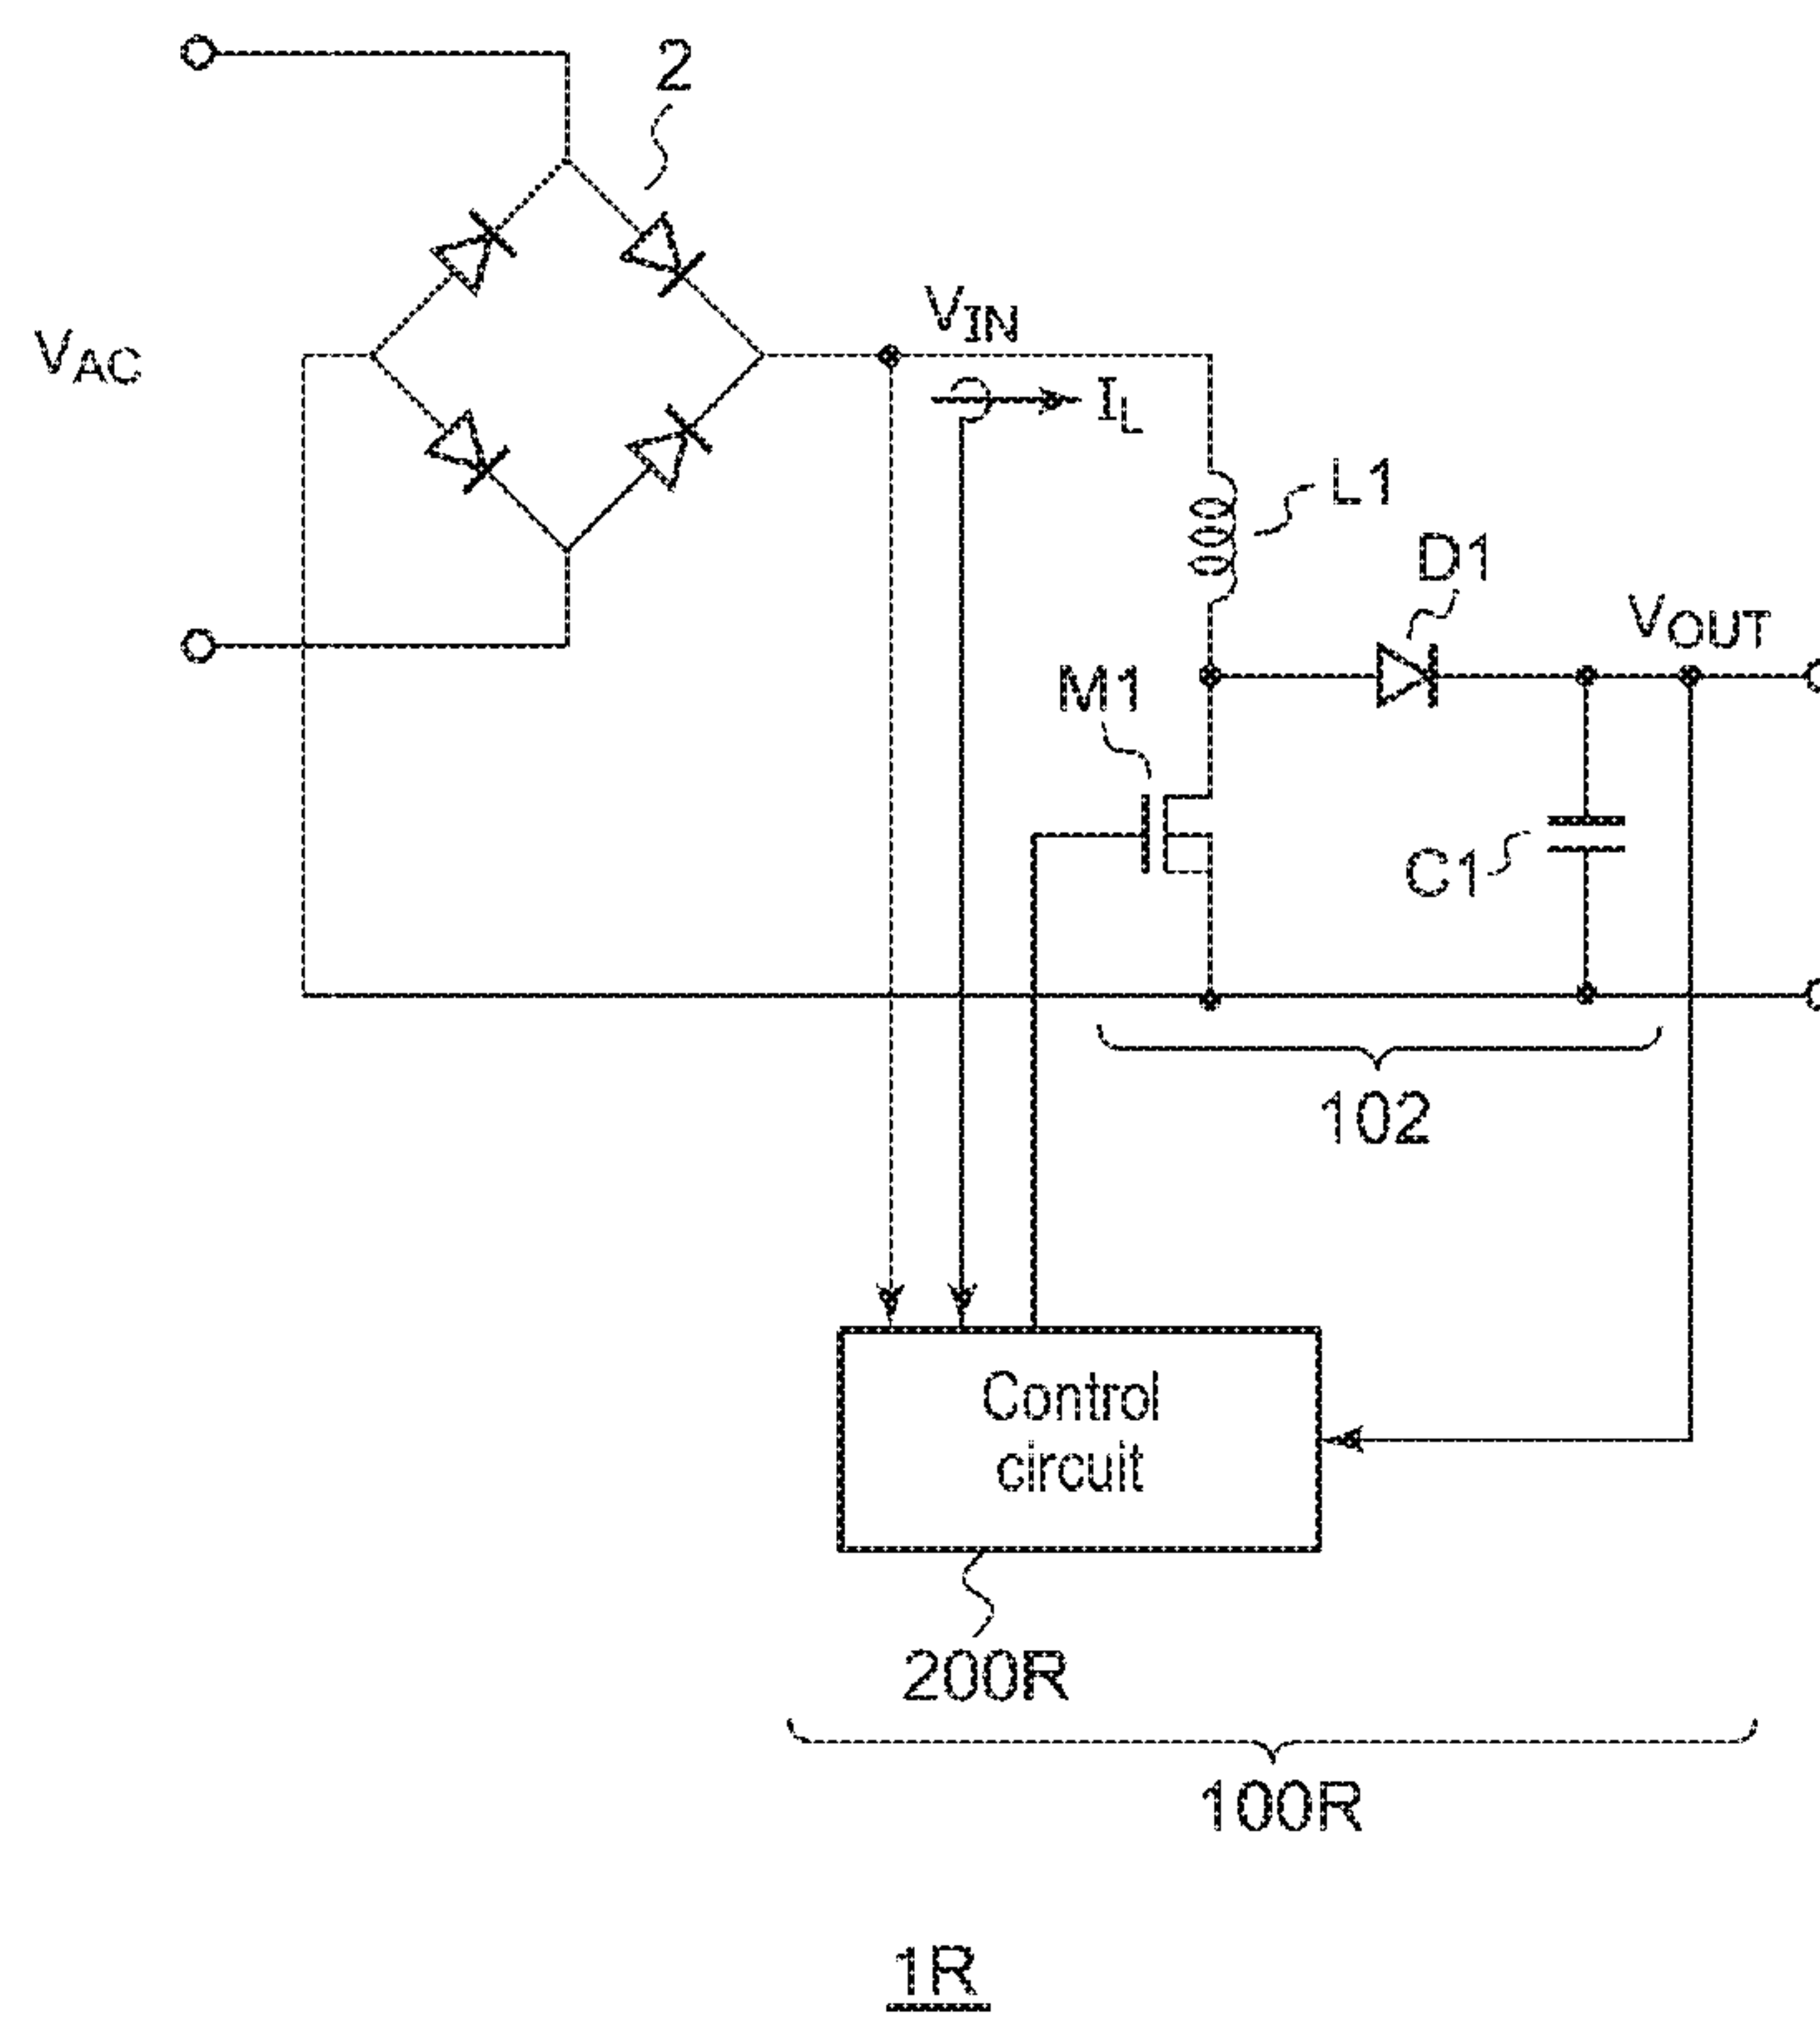 2
VAC
VIN
IL
L1
D1
VOUT
M1
C1
102
Control
circuit
200R
100R
1R